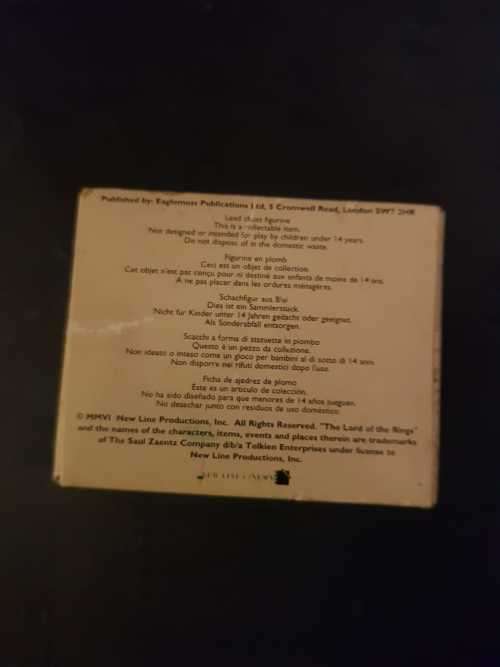 Published by: Eaglemoss Publications Ltd, 5 Cromwell Road, London SW7 2HR
Lead chess figurine
This is a collectable item.
Not designed or intended for play by children under 14 years.
Do not dispose of in the domestic waste.
Figurine en plomb
Ceci est un objet de collection.
Cet objet n'est pas conçu pour ni destiné aux enfants de moins de 14 ans.
A ne pas placer dans les ordures ménagères.
Schachfigur aus Blei
Dies ist ein Sammlerstück.
Nicht für Kinder unter 14 Jahren gedacht oder geeignet.
Als Sonderabfall entsorgen.
Scacchi a forma di statuette in piombo
Questo è un pezzo da collezione.
Non ideato o inteso come un gioco per bambini al di sotto di 14 anni.
Non disporre nei rifiuti domestici dopo l'uso.
Ficha de ajedrez de plomo
Este es un artículo de colección.
No ha sido diseñado para que menores de 14 años jueguen.
No desechar junto con residuos de uso doméstico.
© MMVI New Line Productions, Inc. All Rights Reserved. "The Lord of the Rings"
and the names of the characters, items, events and places therein are trademarks
of The Saul Zaentz Company d/b/a Tolkien Enterprises under license to
New Line Productions, Inc.
NEW LINE CINEMA